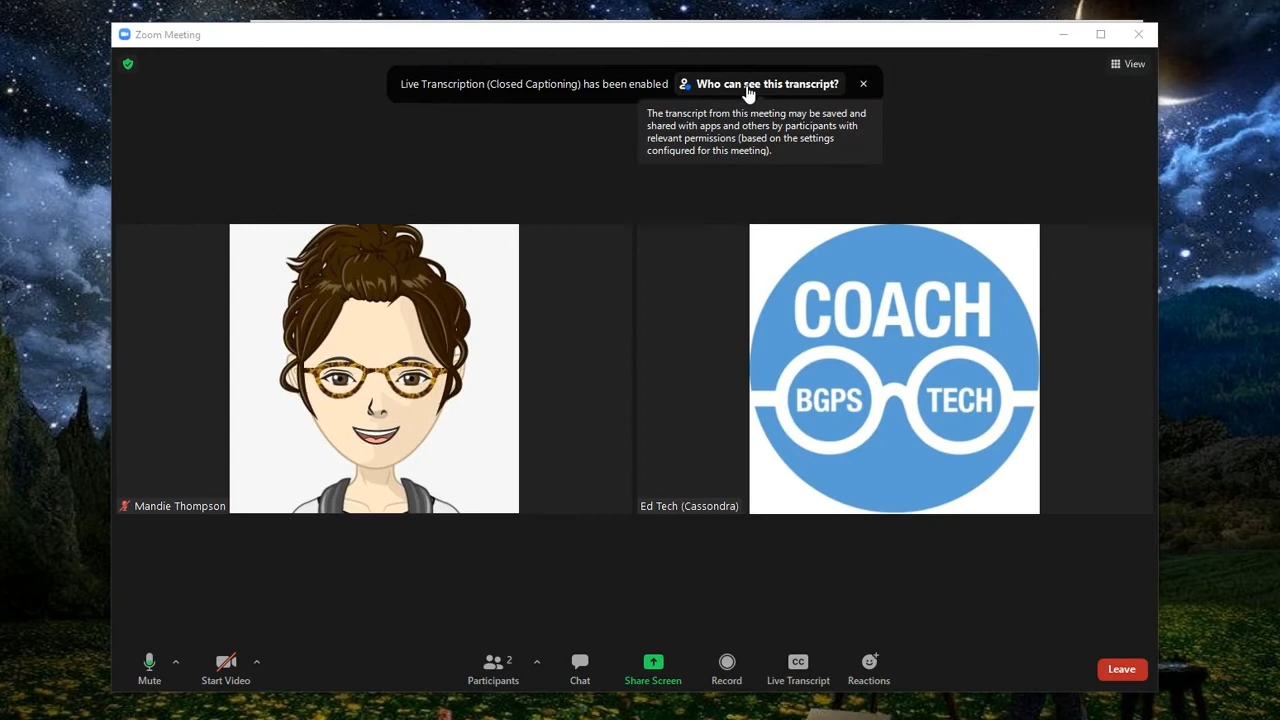 Zoom Meeting
View
Live Transcription (Closed Captioning) has been enabled Who can see this transcript?
The transcript from this meeting may be saved and
shared with apps and others by participants with
relevant permissions (based on the settings
configured for this meeting).
COACH
BGPS TECH
Mandie Thompson
Ed Tech (Cassondra)
Mute
Start Video
Participants 2
Chat
Share Screen
Record
CC Live Transcript
Reactions
Leave